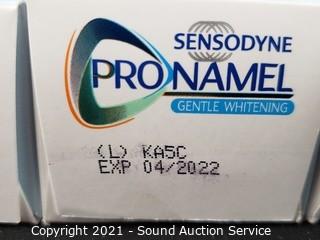 SENSODYNE
PRONAMEL
GENTLE WHITENING
(L) KA5C
EXP 04/2022
Copyright 2021 - Sound Auction Service